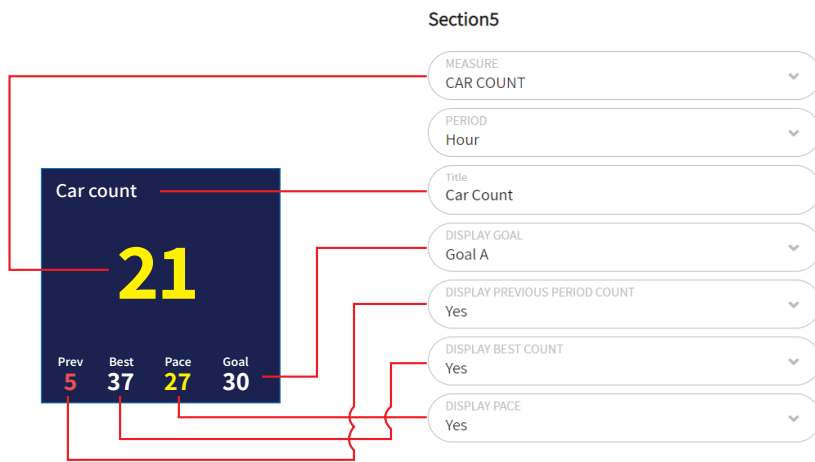 Section5
MEASURE
CAR COUNT
PERIOD
Hour
Title
Car Count
DISPLAY GOAL
Goal A
DISPLAY PREVIOUS PERIOD COUNT
Yes
DISPLAY BEST COUNT
Yes
DISPLAY PACE
Yes
Car count
21
Prev Best Pace Goal
5 37 27 30